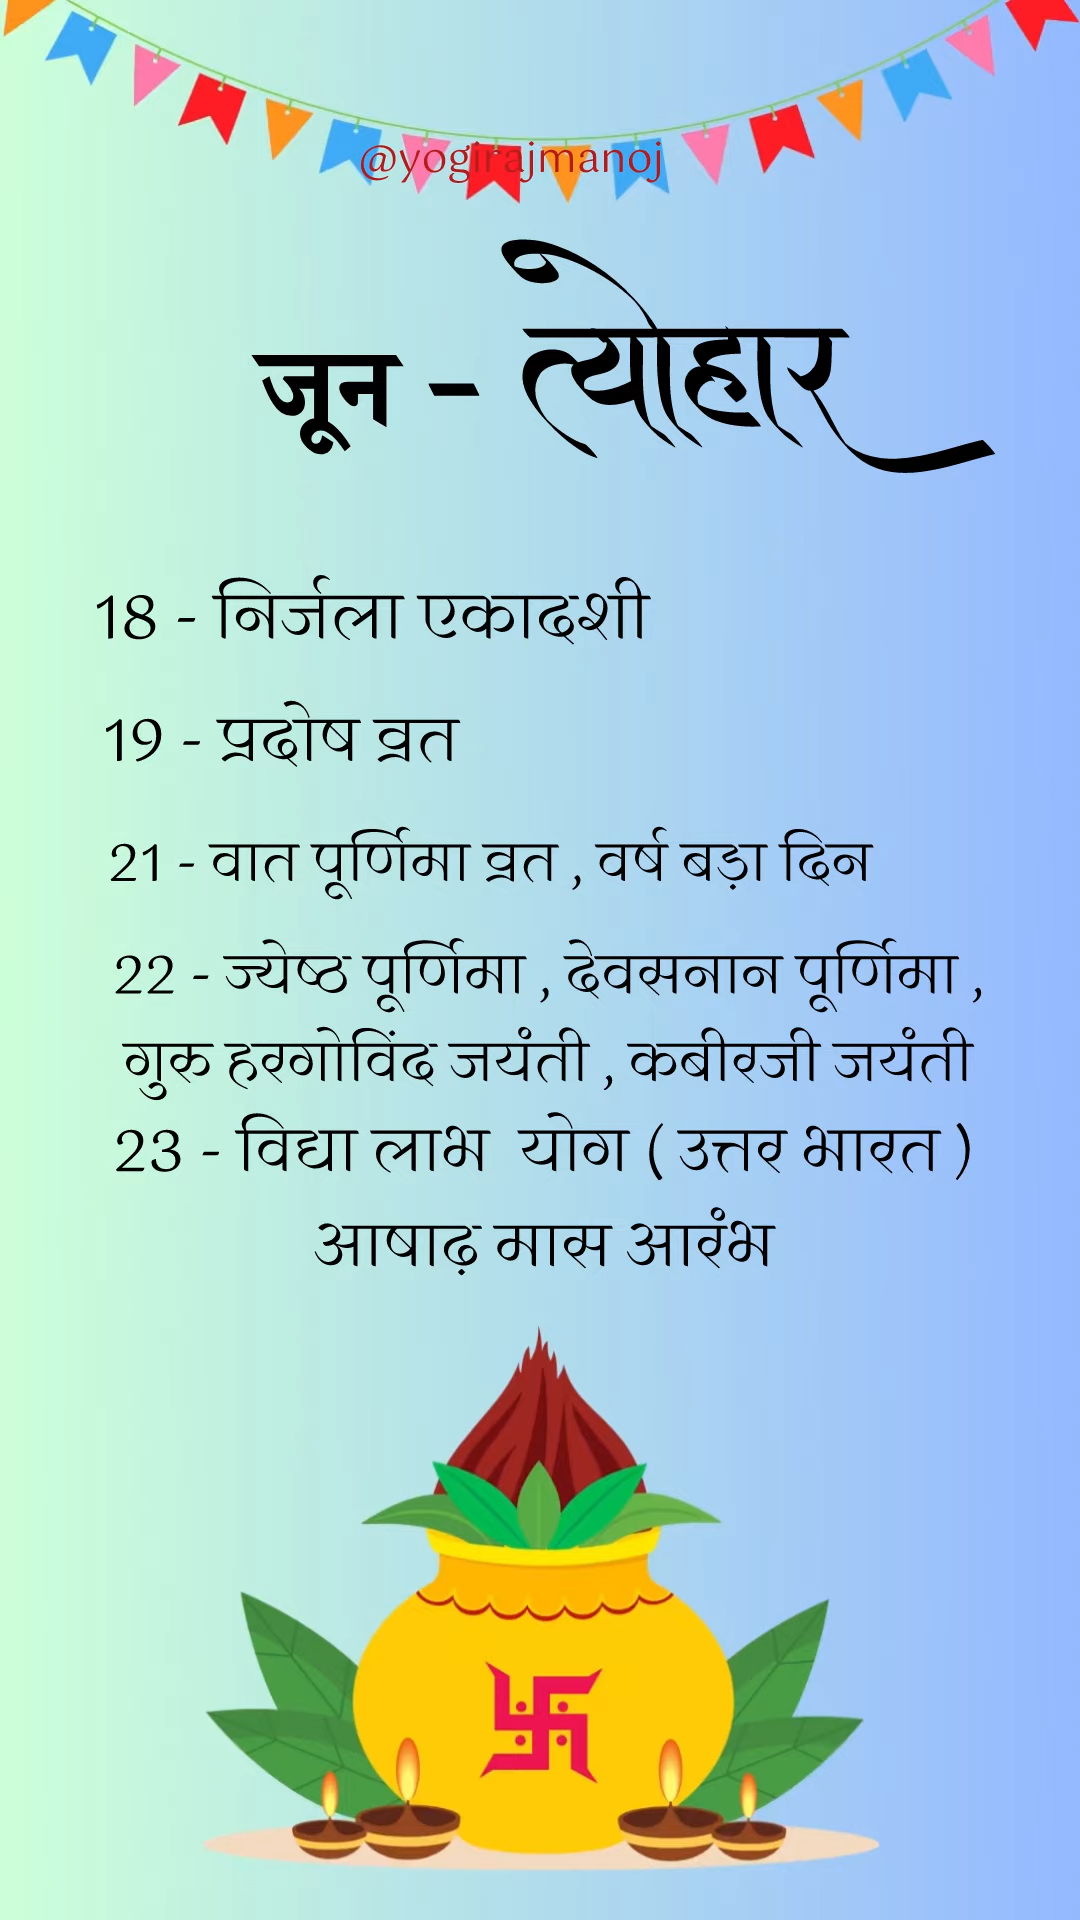 @yogirajmanoj
जून - त्योहार
18 - निर्जला एकादशी
19 - प्रदोष व्रत
21 - वात पूर्णिमा व्रत , वर्ष बड़ा दिन
22 - ज्येष्ठ पूर्णिमा , देवसनान पूर्णिमा ,
गुरु हरगोविंद जयंती , कबीरजी जयंती
23 - विद्या लाभ योग ( उत्तर भारत )
आषाढ़ मास आरंभ